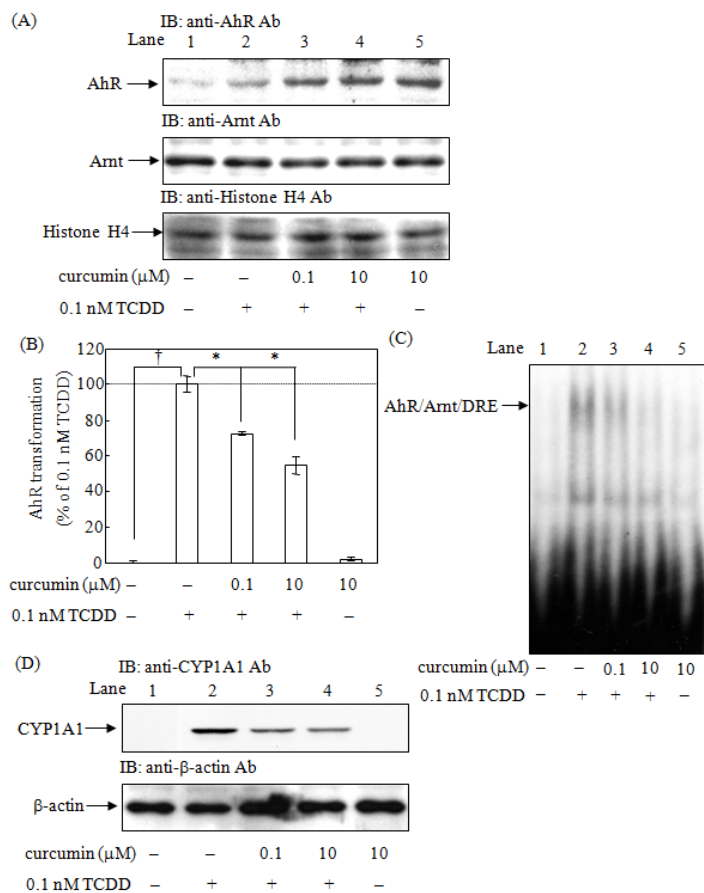 (A)
IB: anti-AhR Ab
Lane 1 2 3 4 5
AhR
IB: anti-Arnt Ab
Arnt
IB: anti-Histone H4 Ab
Histone H4
curcumin (μM) – – 0.1 10 10
0.1 nM TCDD – + + + –
(B)
AhR transformation
(% of 0.1 nM TCDD)
120
100
80
60
40
20
0
† * *
curcumin (μM) – – 0.1 10 10
0.1 nM TCDD – + + + –
(C)
Lane 1 2 3 4 5
AhR/Arnt/DRE
curcumin (μM) – – 0.1 10 10
0.1 nM TCDD – + + + –
(D)
IB: anti-CYP1A1 Ab
Lane 1 2 3 4 5
CYP1A1
IB: anti-β-actin Ab
β-actin
curcumin (μM) – – 0.1 10 10
0.1 nM TCDD – + + + –